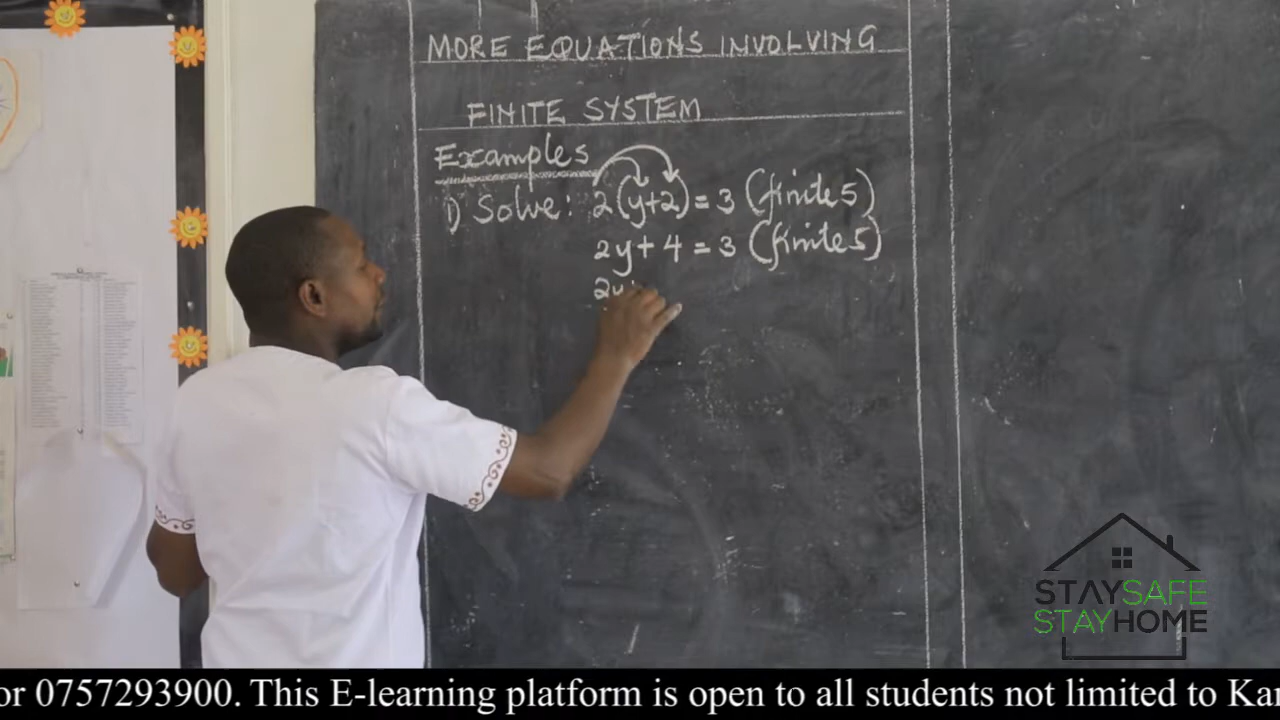 MORE EQUATIONS INVOLVING
FINITE SYSTEM
Examples
1) Solve: 2(y+2) = 3 (finite 5)
2y + 4 = 3 (finite 5)
2y
STAYSAFE
STAYHOME
or 0757293900. This E-learning platform is open to all students not limited to Kar